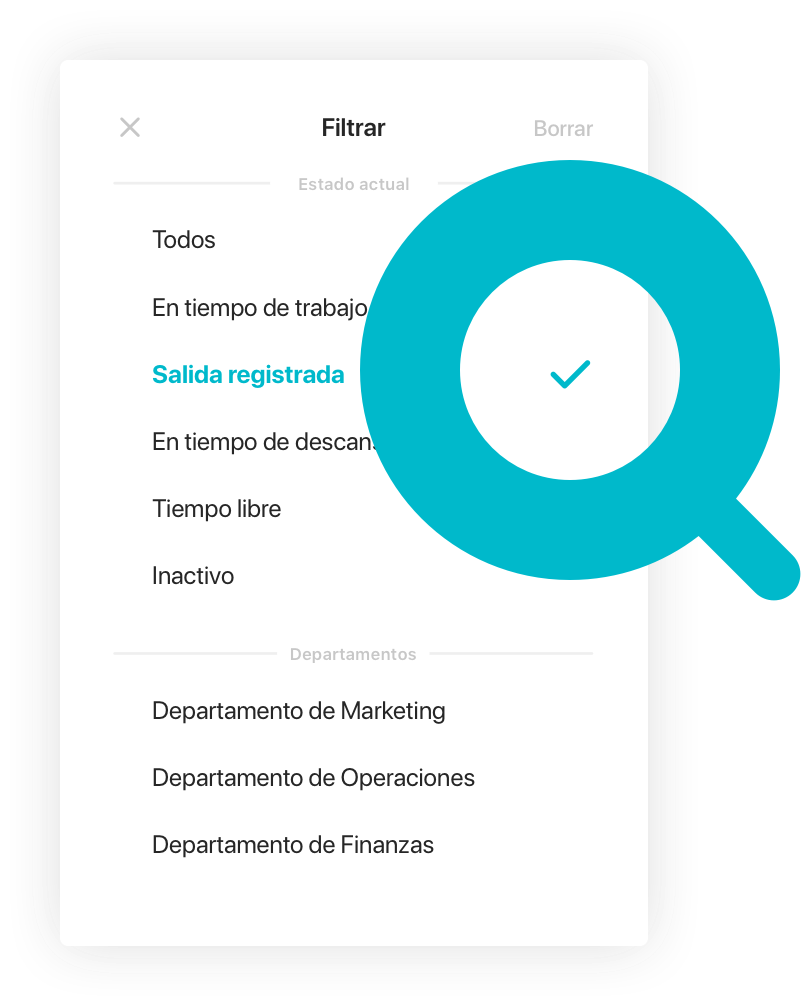 Filtrar
Borrar
Estado actual
Todos
En tiempo de trabajo
Salida registrada
En tiempo de descans
Tiempo libre
Inactivo
Departamentos
Departamento de Marketing
Departamento de Operaciones
Departamento de Finanzas